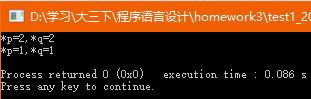 D:\学习\大三下\程序语言设计\homework3\test1_20
*p=2,*q=2
*p=1,*q=1
Process returned 0 (0x0)   execution time : 0.086 s
Press any key to continue.